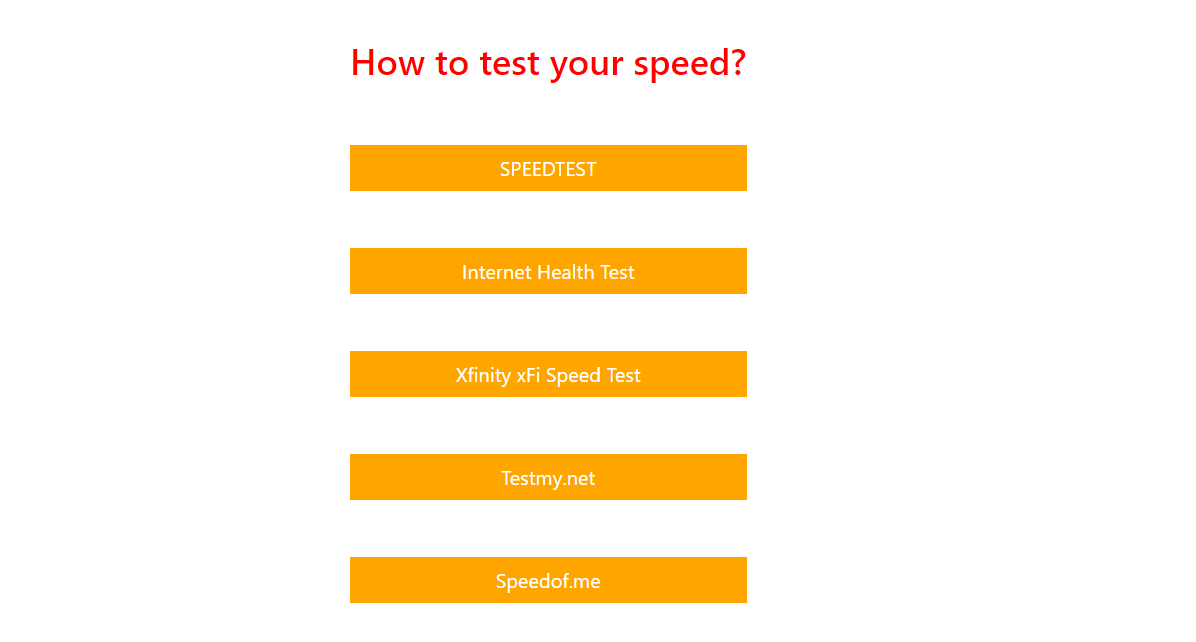 How to test your speed?
SPEEDTEST
Internet Health Test
Xfinity xFi Speed Test
Testmy.net
Speedof.me